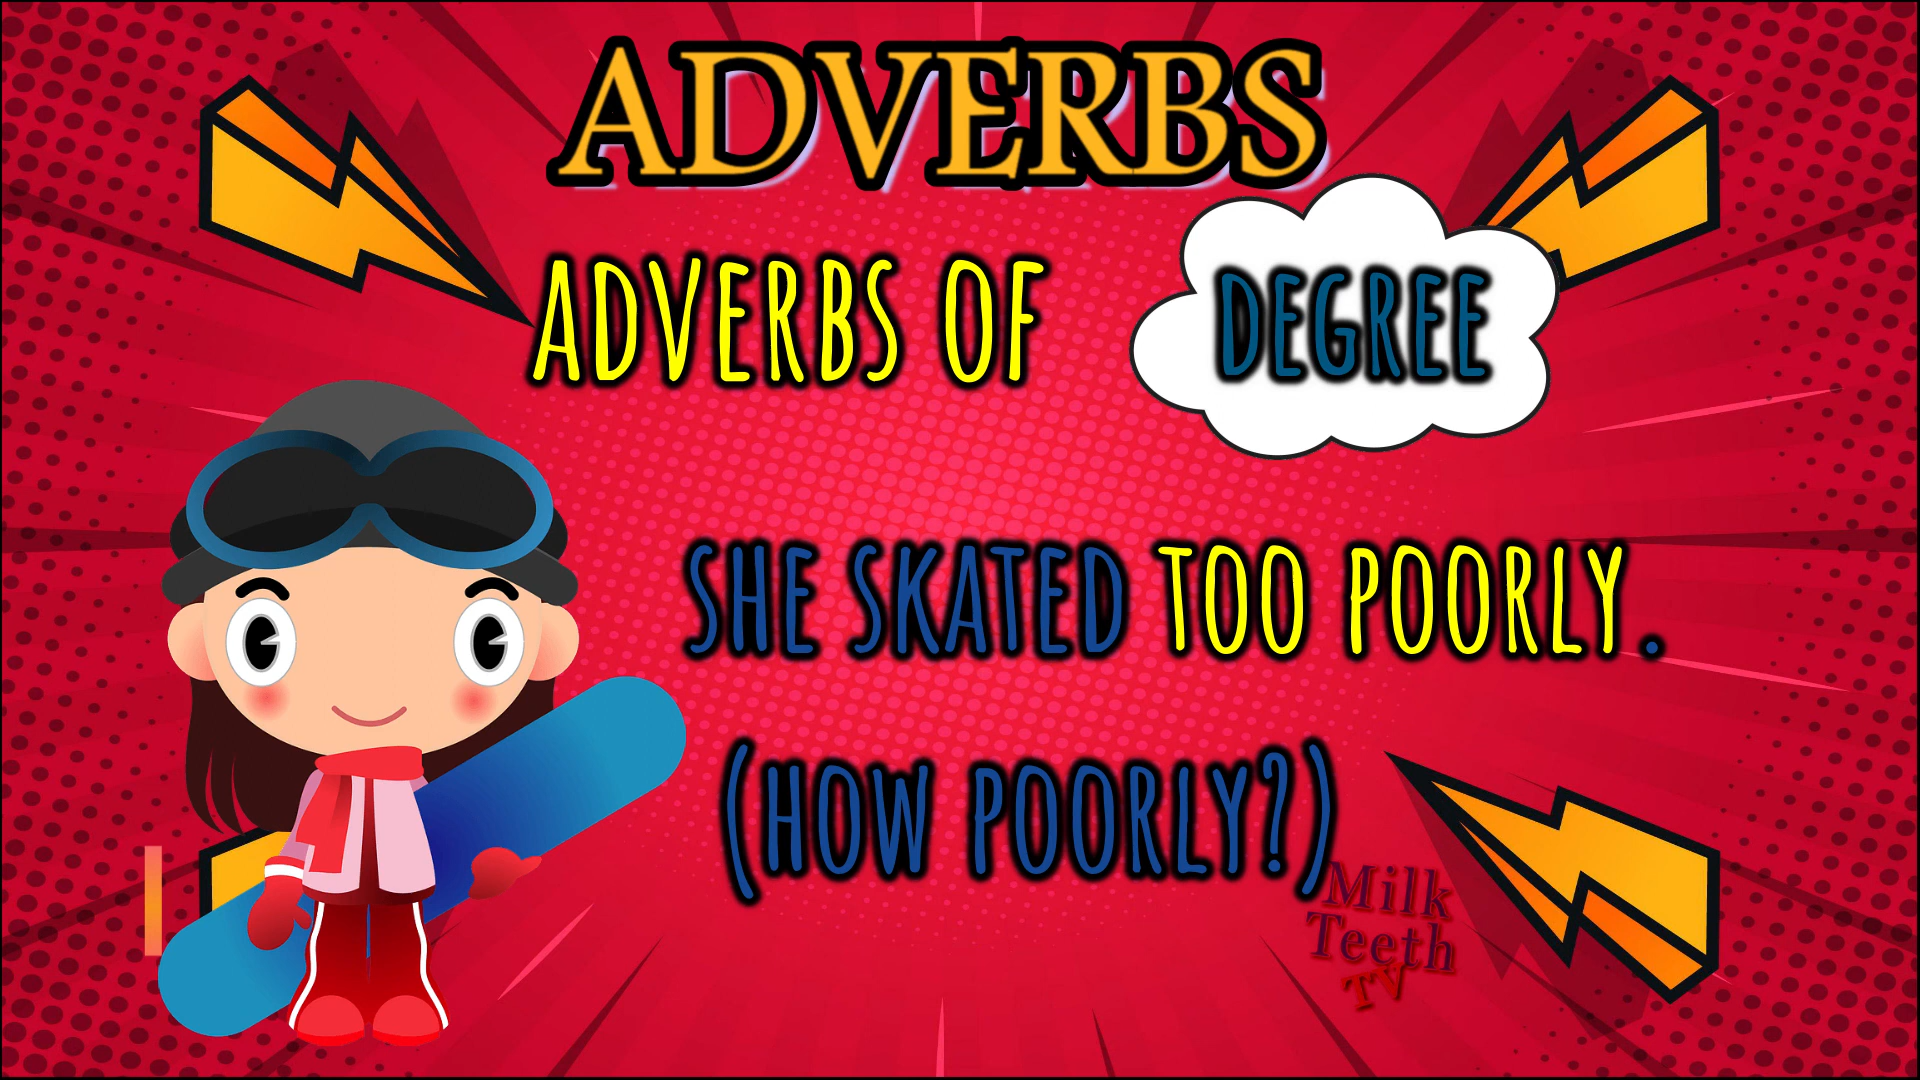 ADVERBS
ADVERBS OF DEGREE
SHE SKATED TOO POORLY.
(HOW POORLY?)
Milk
Teeth
TV